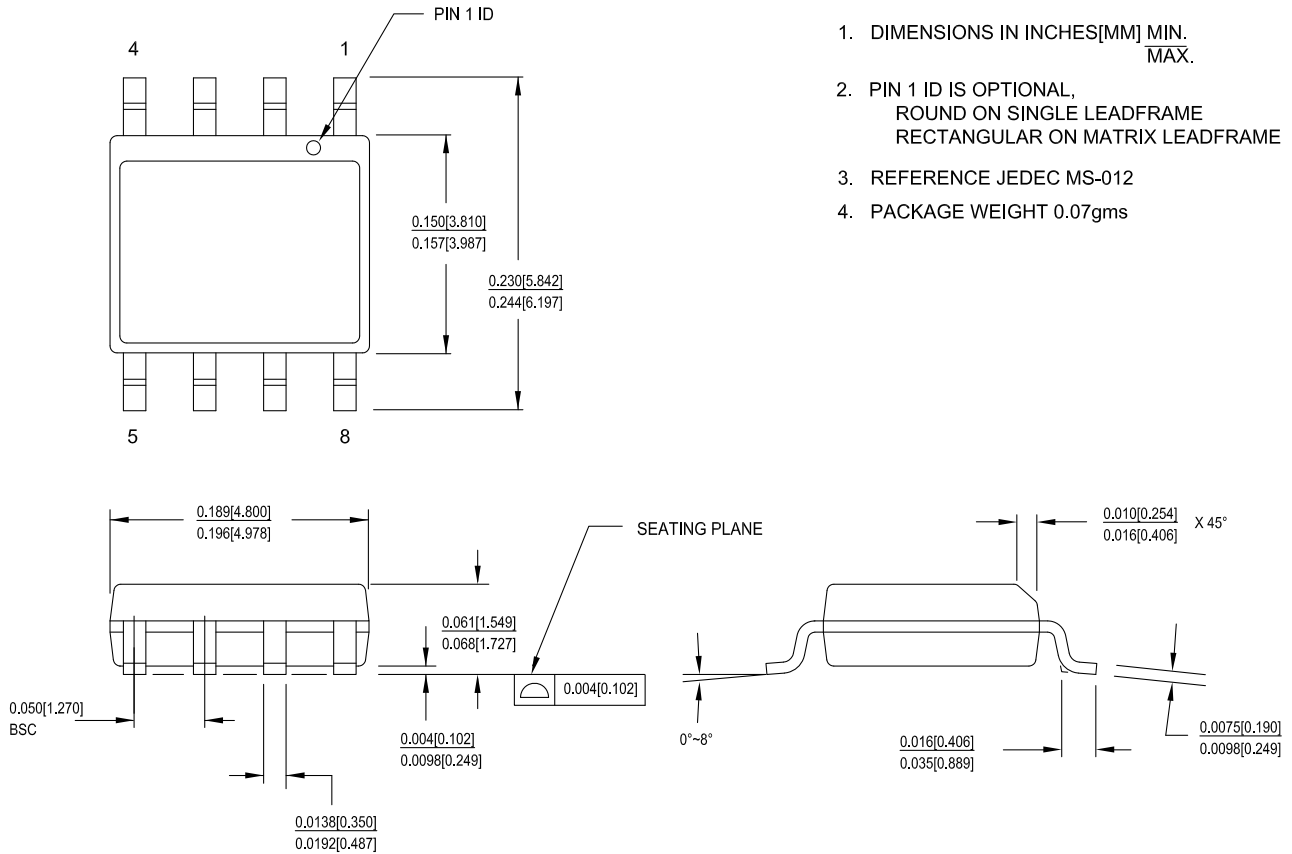 PIN 1 ID
4
1
0.150[3.810]
0.157[3.987]
0.230[5.842]
0.244[6.197]
5
8
1. DIMENSIONS IN INCHES[MM] MIN.
MAX.
2. PIN 1 ID IS OPTIONAL,
ROUND ON SINGLE LEADFRAME
RECTANGULAR ON MATRIX LEADFRAME
3. REFERENCE JEDEC MS-012
4. PACKAGE WEIGHT 0.07gms
0.189[4.800]
0.196[4.978]
SEATING PLANE
0.010[0.254]
0.016[0.406]
X 45°
0.061[1.549]
0.068[1.727]
0.004[0.102]
0.050[1.270]
BSC
0.004[0.102]
0.0098[0.249]
0.0138[0.350]
0.0192[0.487]
0°~8°
0.016[0.406]
0.035[0.889]
0.0075[0.190]
0.0098[0.249]